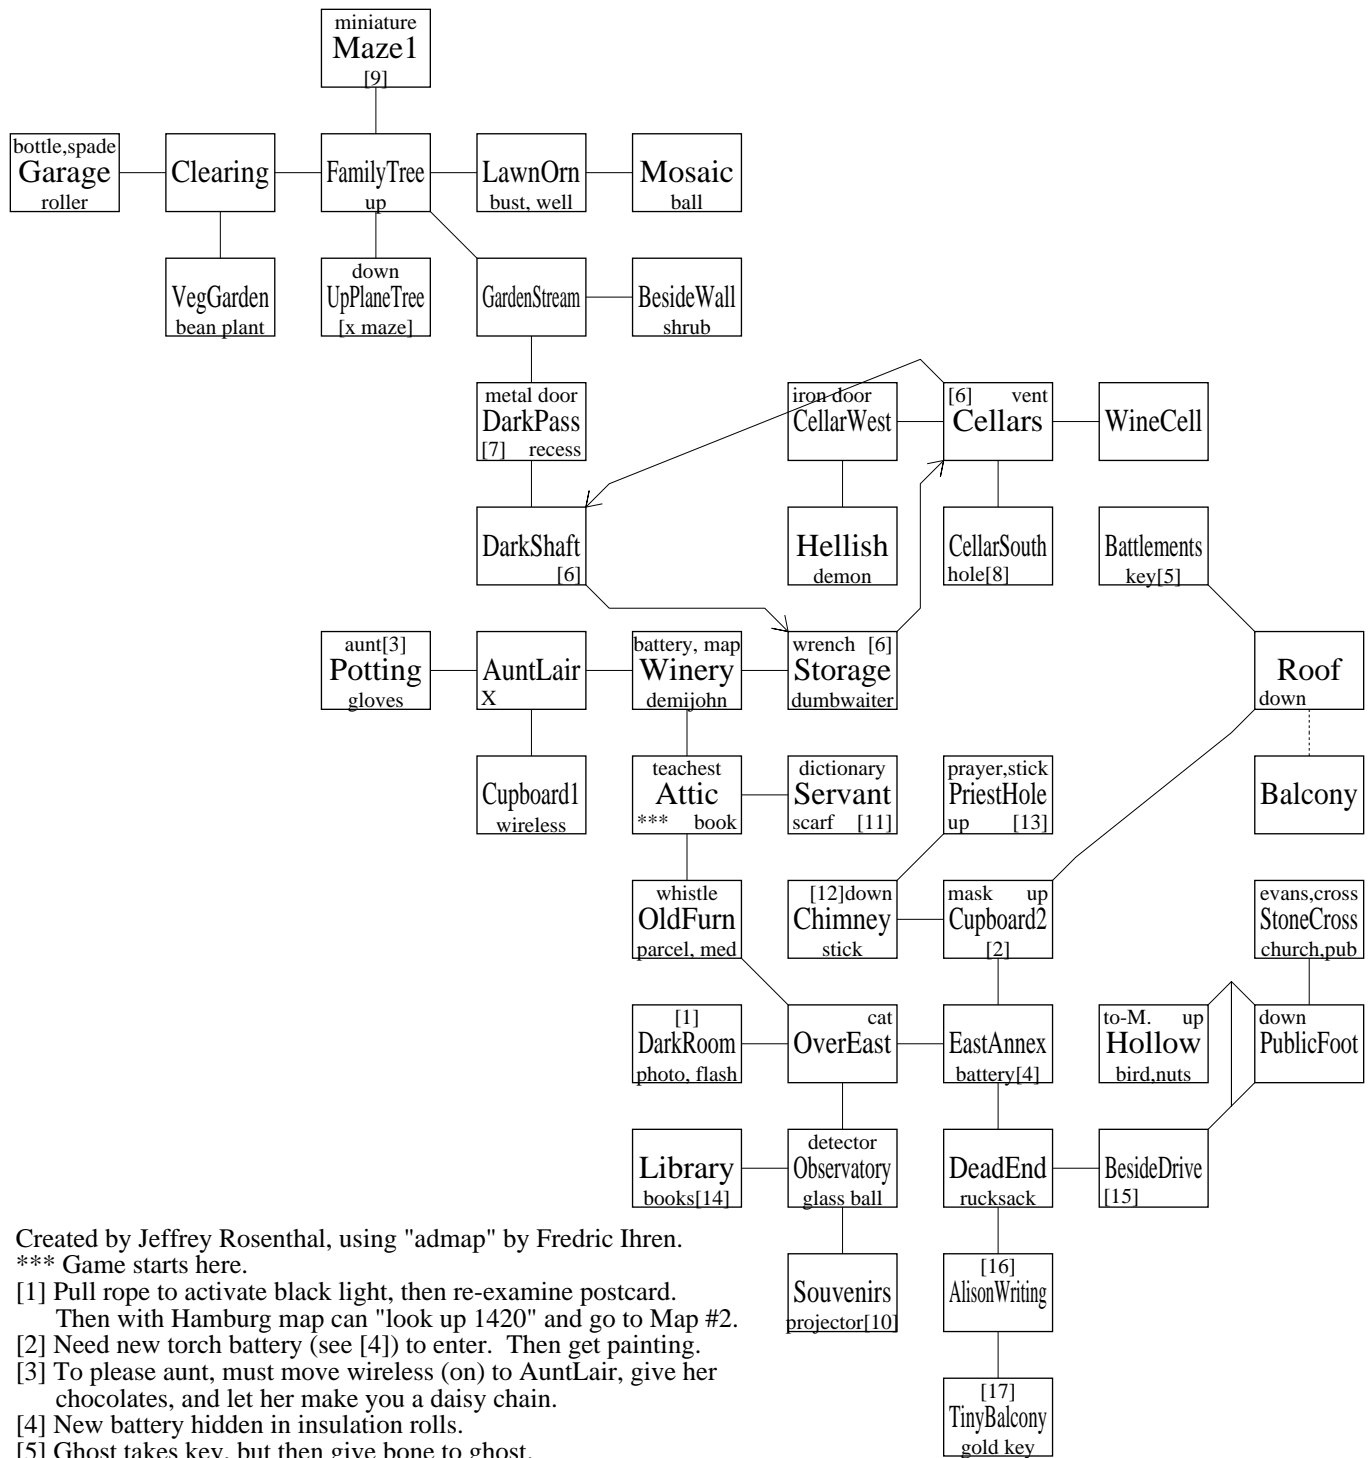 miniature
Maze1
[9]
bottle,spade
Garage
roller
Clearing
FamilyTree
up
LawnOrn
bust, well
Mosaic
ball
VegGarden
bean plant
down
UpPlaneTree
[x maze]
GardenStream
BesideWall
shrub
metal door
DarkPass
[7] recess
iron door
CellarWest
[6] vent
Cellars
WineCell
DarkShaft
[6]
Hellish
demon
CellarSouth
hole[8]
Battlements
key[5]
aunt[3]
Potting
gloves
AuntLair
X
battery, map
Winery
demijohn
wrench [6]
Storage
dumbwaiter
Roof
down
Cupboard1
wireless
teachest
Attic
*** book
dictionary
Servant
scarf [11]
prayer,stick
PriestHole
up [13]
Balcony
whistle
OldFurn
parcel, med
[12]down
Chimney
stick
mask up
Cupboard2
[2]
evans,cross
StoneCross
church,pub
[1]
DarkRoom
photo, flash
cat
OverEast
EastAnnex
battery[4]
to-M. up
Hollow
bird,nuts
down
PublicFoot
Library
books[14]
detector
Observatory
glass ball
DeadEnd
rucksack
BesideDrive
[15]
Souvenirs
projector[10]
[16]
AlisonWriting
[17]
TinyBalcony
gold key
Created by Jeffrey Rosenthal, using "admap" by Fredric Ihren.
*** Game starts here.
[1] Pull rope to activate black light, then re-examine postcard.
Then with Hamburg map can "look up 1420" and go to Map #2.
[2] Need new torch battery (see [4]) to enter. Then get painting.
[3] To please aunt, must move wireless (on) to AuntLair, give her
chocolates, and let her make you a daisy chain.
[4] New battery hidden in insulation rolls.
[5] Ghost takes key, but then give bone to ghost.